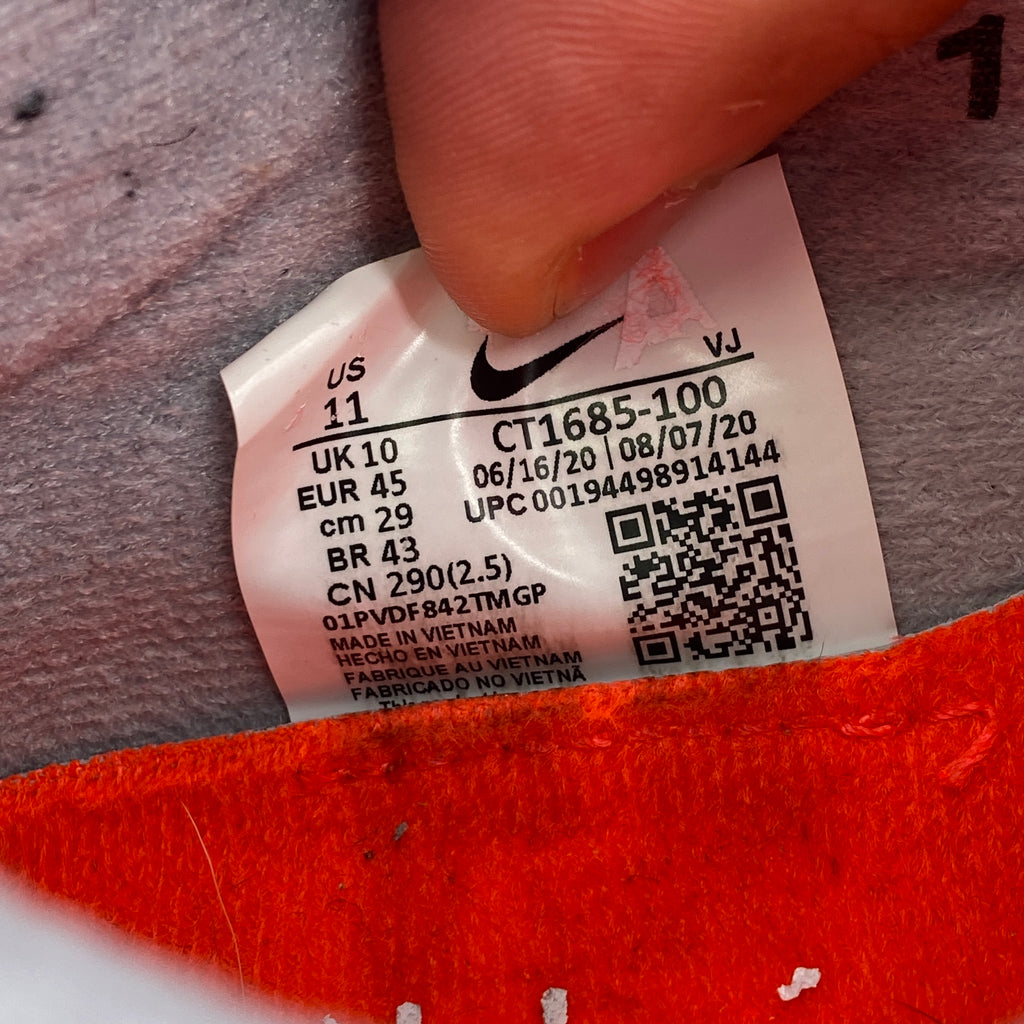 1
A
US
11
VJ
UK 10
EUR 45
cm 29
BR 43
CN 290(2.5)
CT1685-100
06/16/20 | 08/07/20
UPC 00194498914144
01PVDF842TMGP
MADE IN VIETNAM
HECHO EN VIETNAM
FABRIQUE AU VIETNAM
FABRICADO NO VIETNÃ